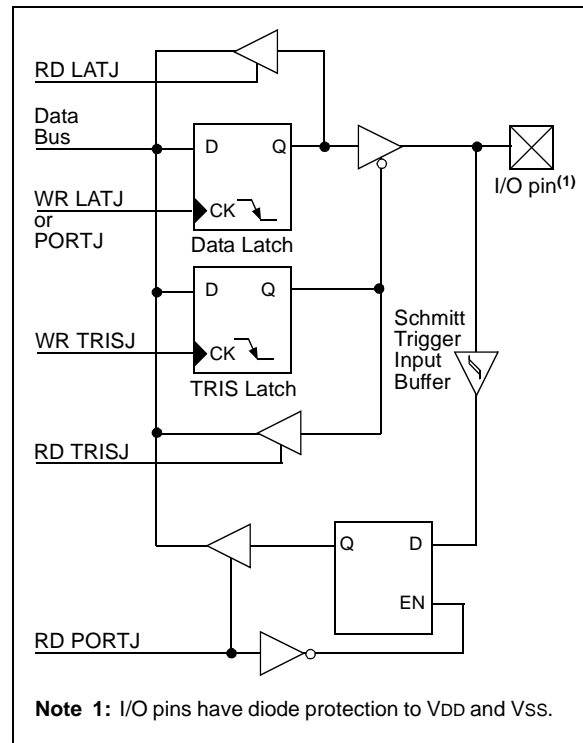 RD LATJ
Data
Bus
D Q
I/O pin(1)
WR LATJ
or
PORTJ
CK
Data Latch
D Q
Schmitt
Trigger
Input
Buffer
WR TRISJ
CK
TRIS Latch
RD TRISJ
Q D
EN
RD PORTJ
Note 1: I/O pins have diode protection to VDD and VSS.